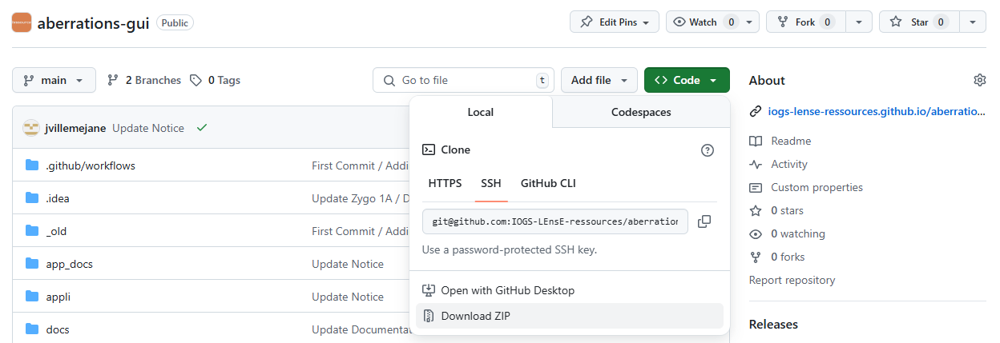 aberrations-gui Public Edit Pins Watch 0 Fork 0 Star 0
main 2 Branches 0 Tags Go to file t Add file <> Code About
Local Codespaces
iogs-lense-ressources.github.io/aberratio...
jvillemejane Update Notice
Readme
Clone
Activity
.github/workflows First Commit / Addi
HTTPS SSH GitHub CLI
Custom properties
.idea Update Zygo 1A / D
0 stars
git@github.com:IOGS-LEnsE-ressources/aberration
_old First Commit / Addi
0 watching
Use a password-protected SSH key.
0 forks
app_docs Update Notice
Report repository
Open with GitHub Desktop
appli Update Notice
Download ZIP
Releases
docs Update Documentat